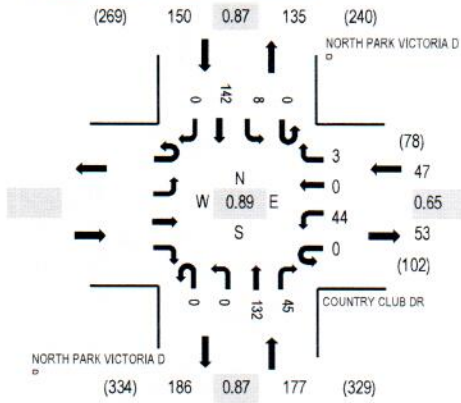 (269) 150 0.87 135 (240)
NORTH PARK VICTORIA D
0 142 8 0
3 (78)
47
N
0
W 0.89 E 0.65
44
S 53
0
(102)
0 0 132 45
COUNTRY CLUB DR
NORTH PARK VICTORIA D
(334) 186 0.87 177 (329)